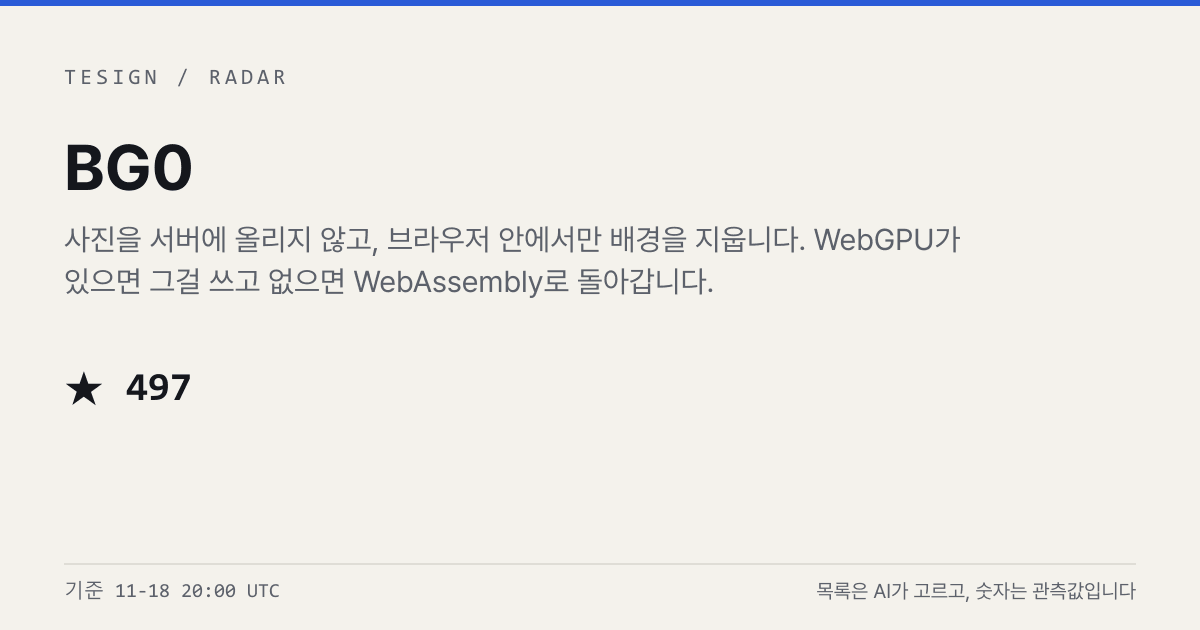 TESIGN / RADAR
BG0
사진을 서버에 올리지 않고, 브라우저 안에서만 배경을 지웁니다. WebGPU가
있으면 그걸 쓰고 없으면 WebAssembly로 돌아갑니다.
★ 497
기준 11-18 20:00 UTC
목록은 AI가 고르고, 숫자는 관측값입니다